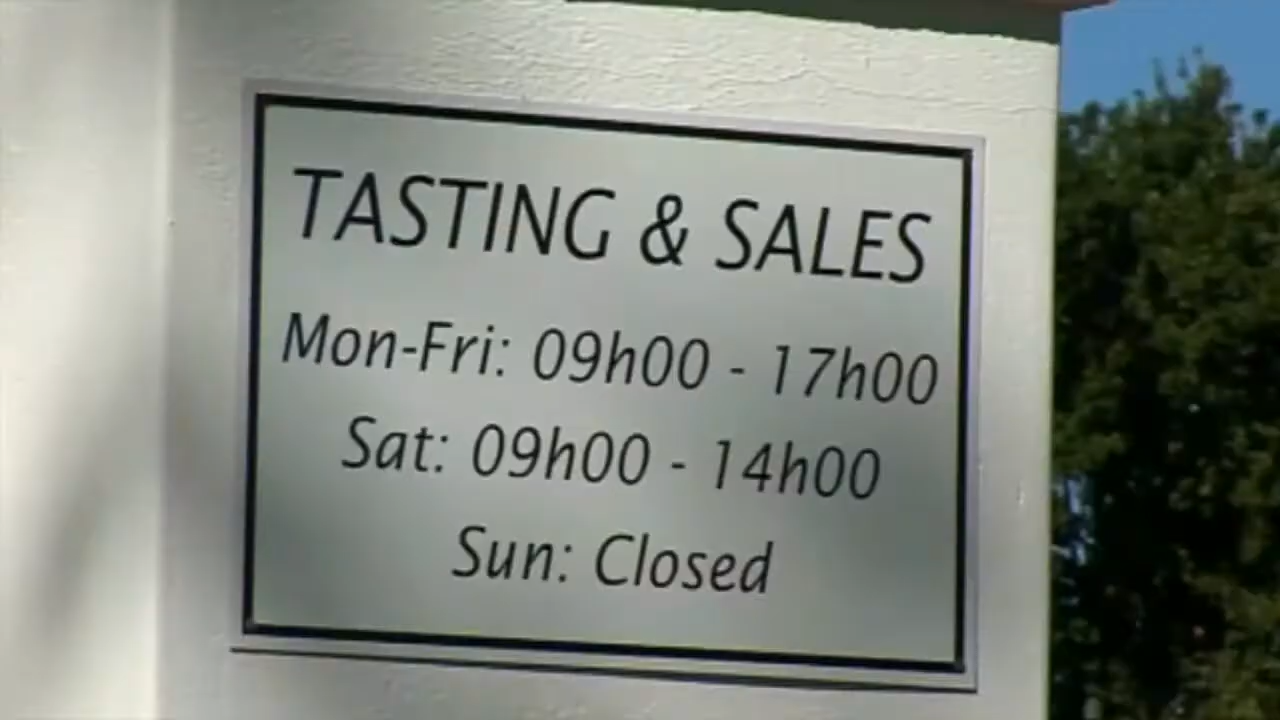 TASTING & SALES
Mon-Fri: 09h00 - 17h00
Sat: 09h00 - 14h00
Sun: Closed